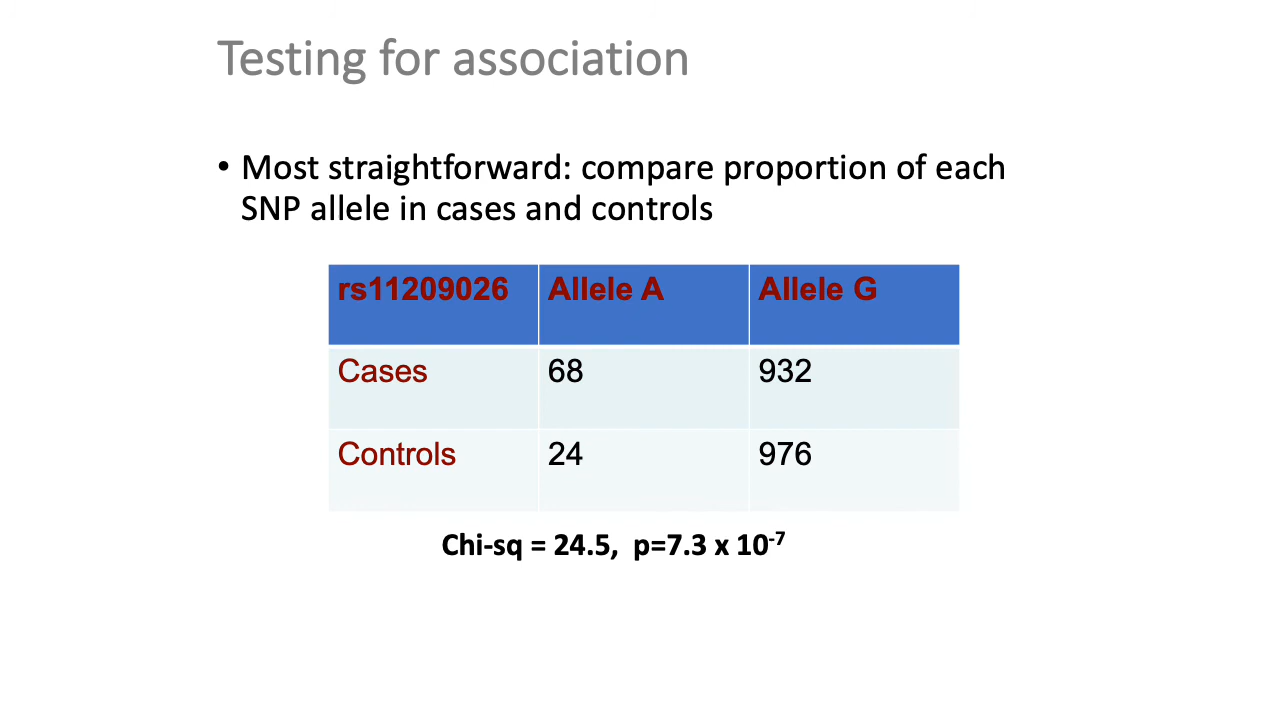 Testing for association
• Most straightforward: compare proportion of each
SNP allele in cases and controls
rs11209026 Allele A Allele G
Cases 68 932
Controls 24 976
Chi-sq = 24.5, p=7.3 x 10⁻⁷